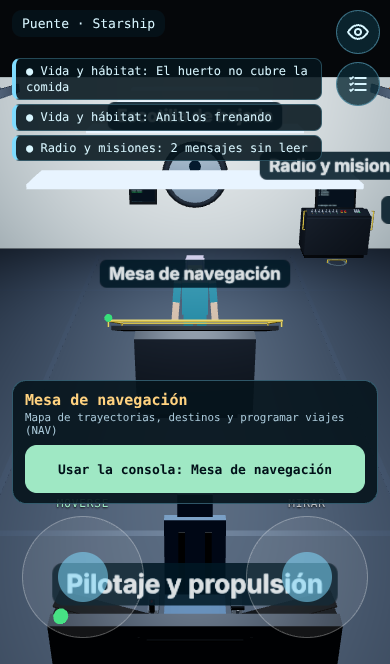 Puente · Starship
● Vida y hábitat: El huerto no cubre la
comida
● Vida y hábitat: Anillos frenando
● Radio y misiones: 2 mensajes sin leer
Radio y mision
Mesa de navegación
Mesa de navegación
Mapa de trayectorias, destinos y programar viajes
(NAV)
Usar la consola: Mesa de navegación
MOVERSE
MIRAR
Pilotaje y propulsión